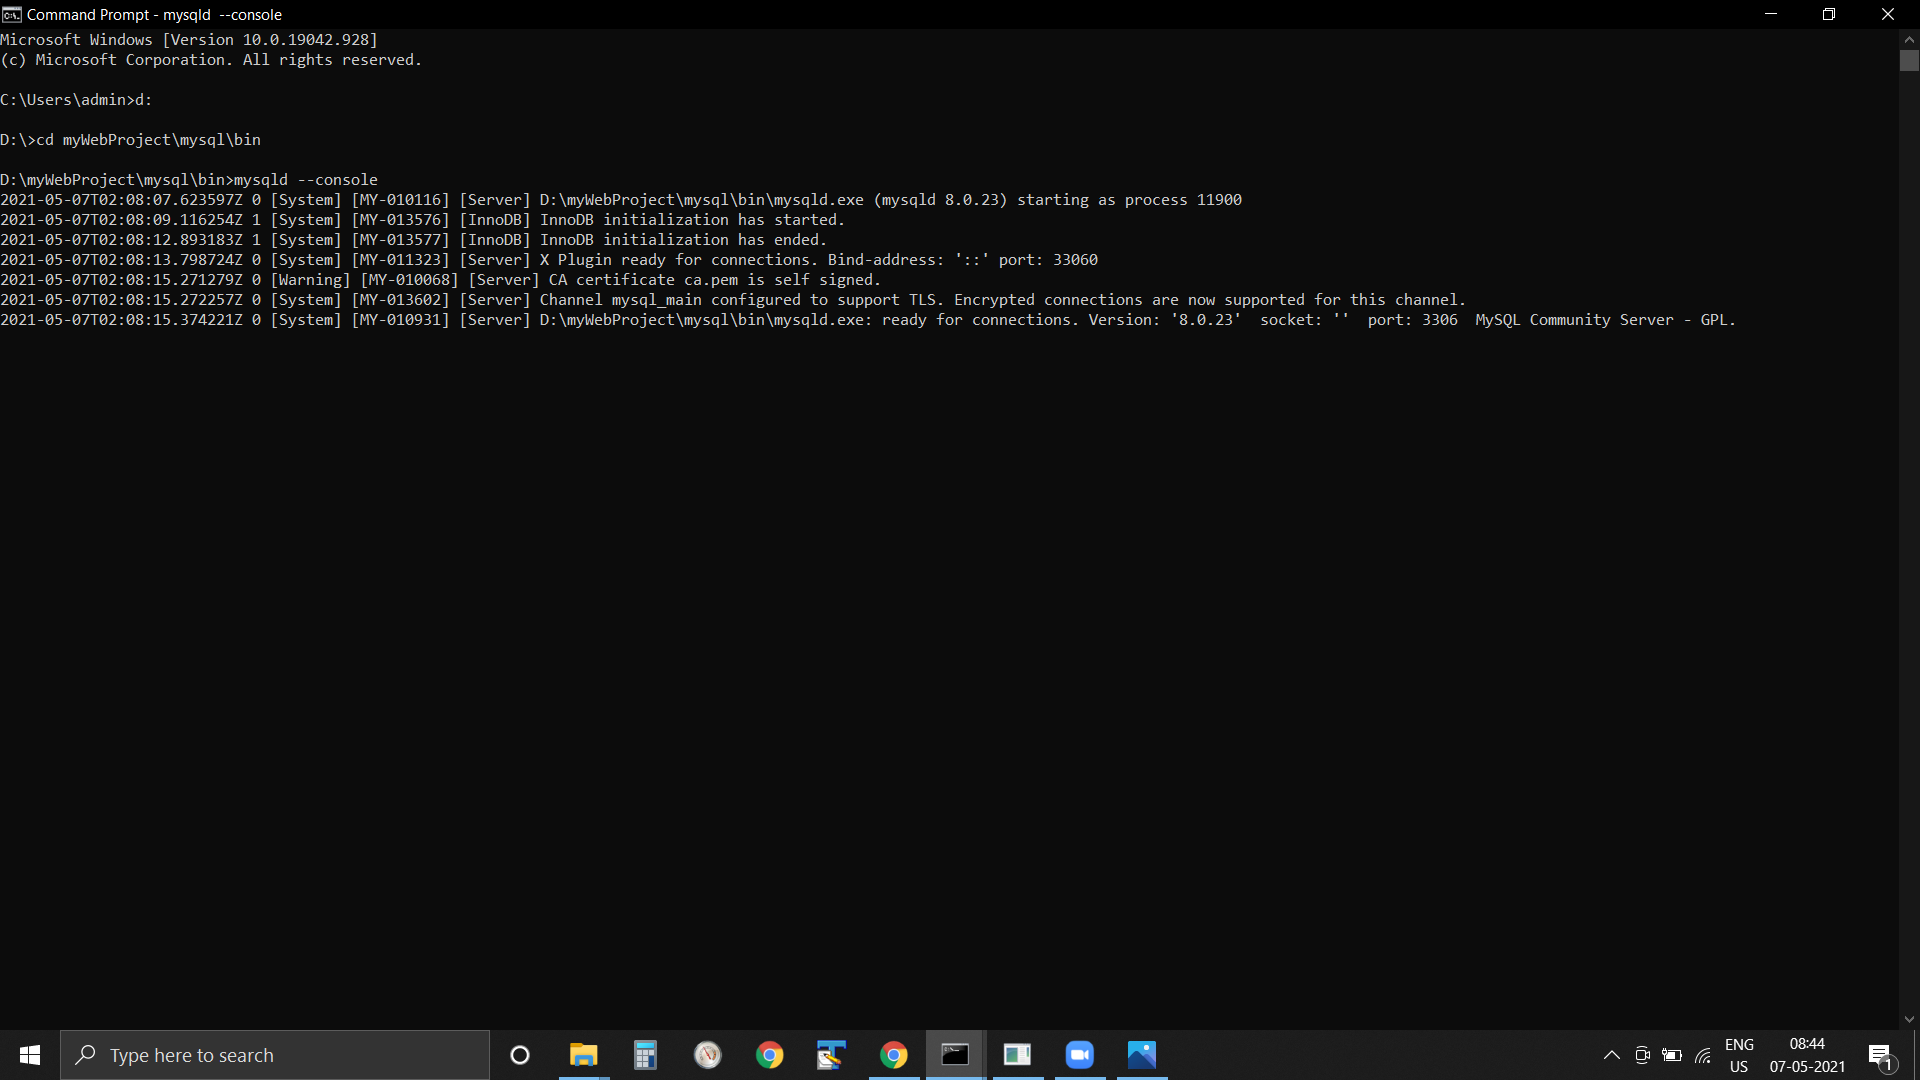 Command Prompt - mysqld  --console
Microsoft Windows [Version 10.0.19042.928]
(c) Microsoft Corporation. All rights reserved.
C:\Users\admin>d:
D:\>cd myWebProject\mysql\bin
D:\myWebProject\mysql\bin>mysqld --console
2021-05-07T02:08:07.623597Z 0 [System] [MY-010116] [Server] D:\myWebProject\mysql\bin\mysqld.exe (mysqld 8.0.23) starting as process 11900
2021-05-07T02:08:09.116254Z 1 [System] [MY-013576] [InnoDB] InnoDB initialization has started.
2021-05-07T02:08:12.893183Z 1 [System] [MY-013577] [InnoDB] InnoDB initialization has ended.
2021-05-07T02:08:13.798724Z 0 [System] [MY-011323] [Server] X Plugin ready for connections. Bind-address: '::' port: 33060
2021-05-07T02:08:15.271279Z 0 [Warning] [MY-010068] [Server] CA certificate ca.pem is self signed.
2021-05-07T02:08:15.272257Z 0 [System] [MY-013602] [Server] Channel mysql_main configured to support TLS. Encrypted connections are now supported for this channel.
2021-05-07T02:08:15.374221Z 0 [System] [MY-010931] [Server] D:\myWebProject\mysql\bin\mysqld.exe: ready for connections. Version: '8.0.23'  socket: ''  port: 3306  MySQL Community Server - GPL.
Type here to search
ENG
US
08:44
07-05-2021
1